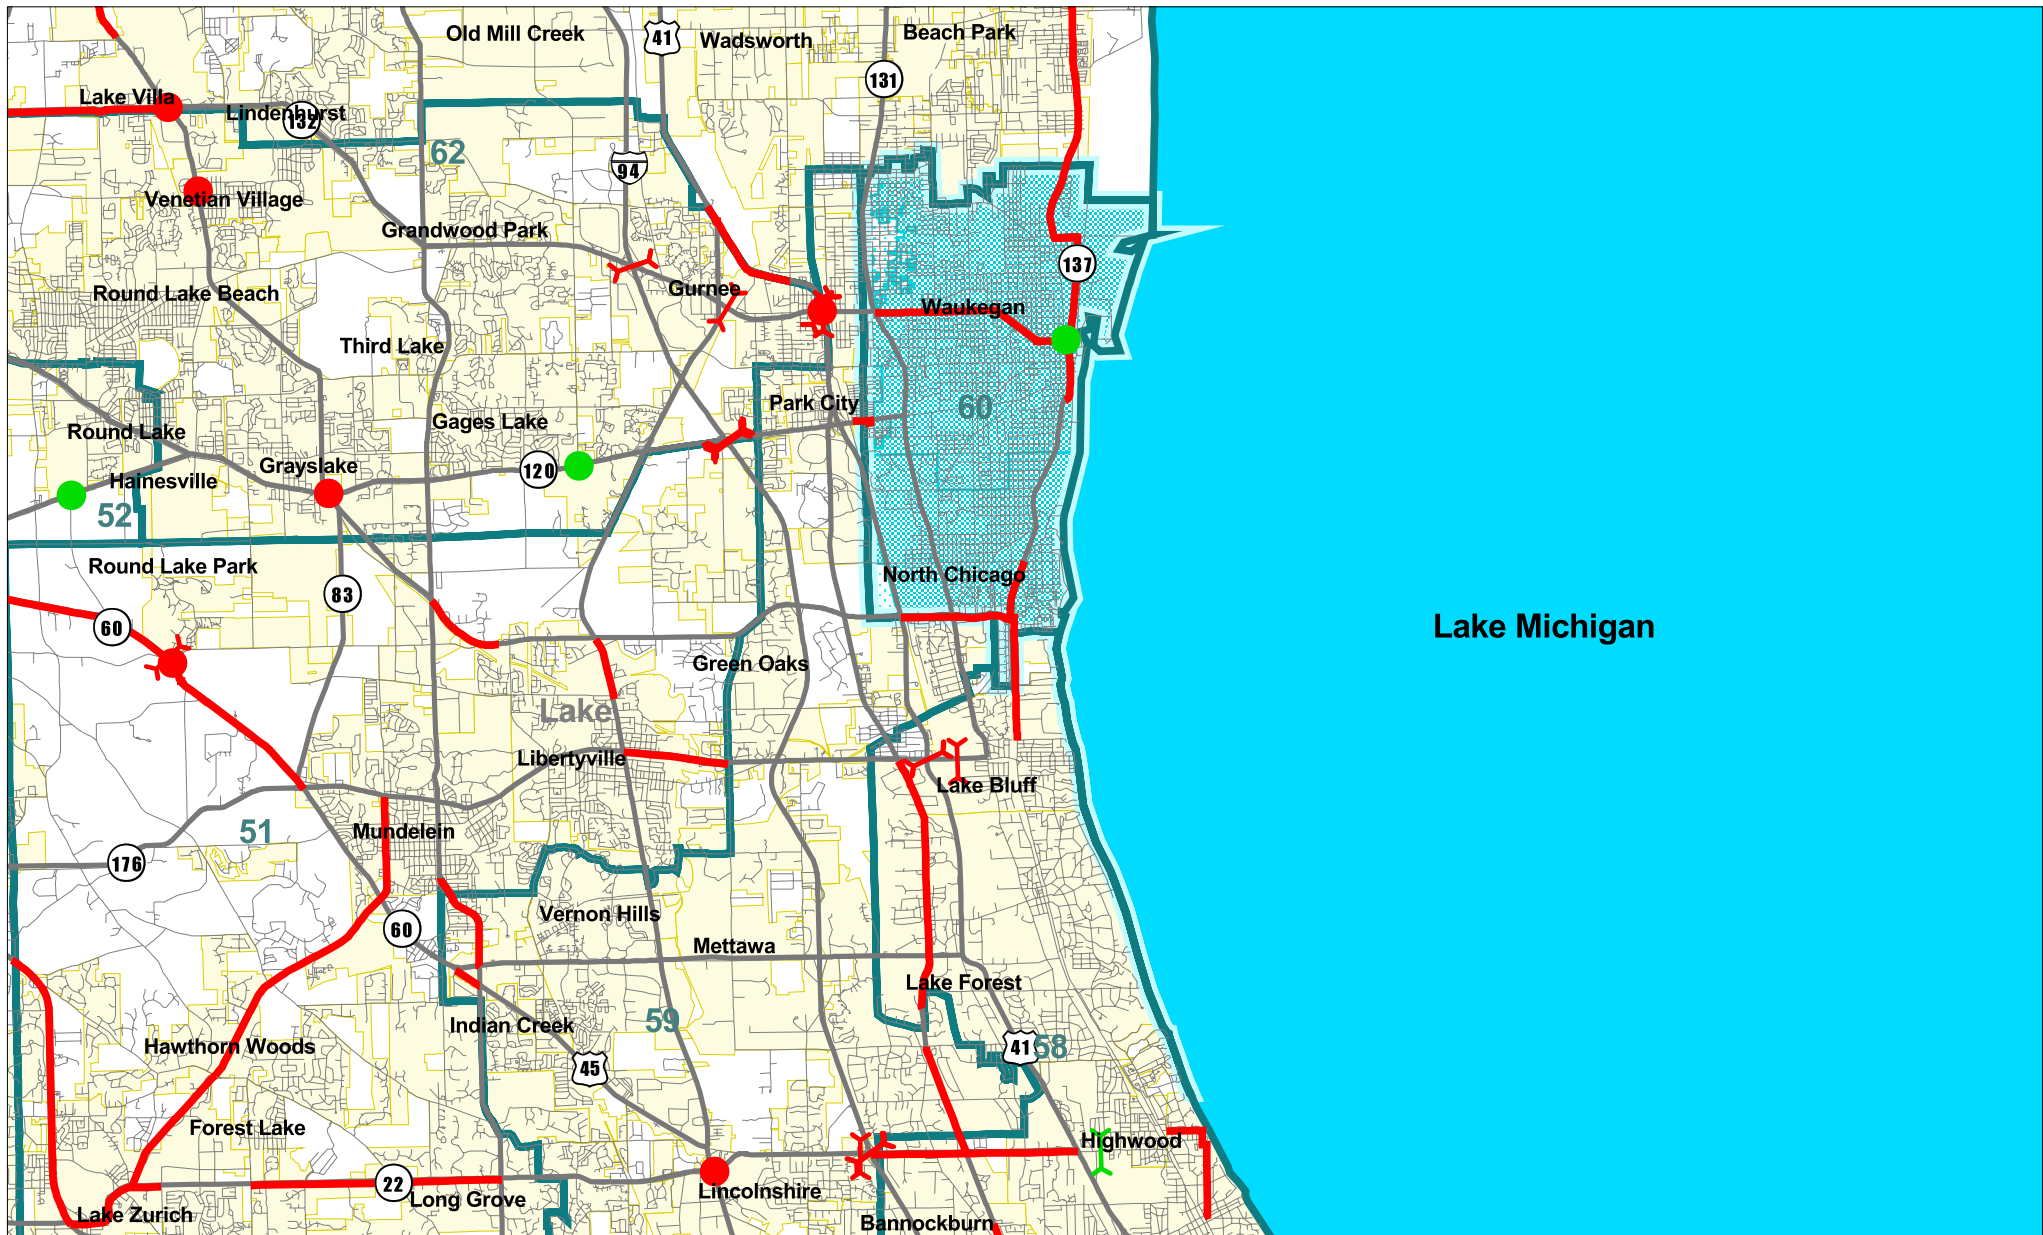 Old Mill Creek
41
Wadsworth
Beach Park
131
Lake Villa
Lindenhurst
132
62
94
Venetian Village
Grandwood Park
137
Gurnee
Round Lake Beach
Waukegan
Third Lake
Park City
60
Gages Lake
Round Lake
Grayslake
120
Hainesville
52
Round Lake Park
North Chicago
83
60
Lake Michigan
Green Oaks
Lake
Libertyville
Lake Bluff
51
Mundelein
176
Vernon Hills
60
Mettawa
Lake Forest
Indian Creek
59
Hawthorn Woods
41
58
45
Forest Lake
Highwood
22
Long Grove
Lincolnshire
Lake Zurich
Bannockburn